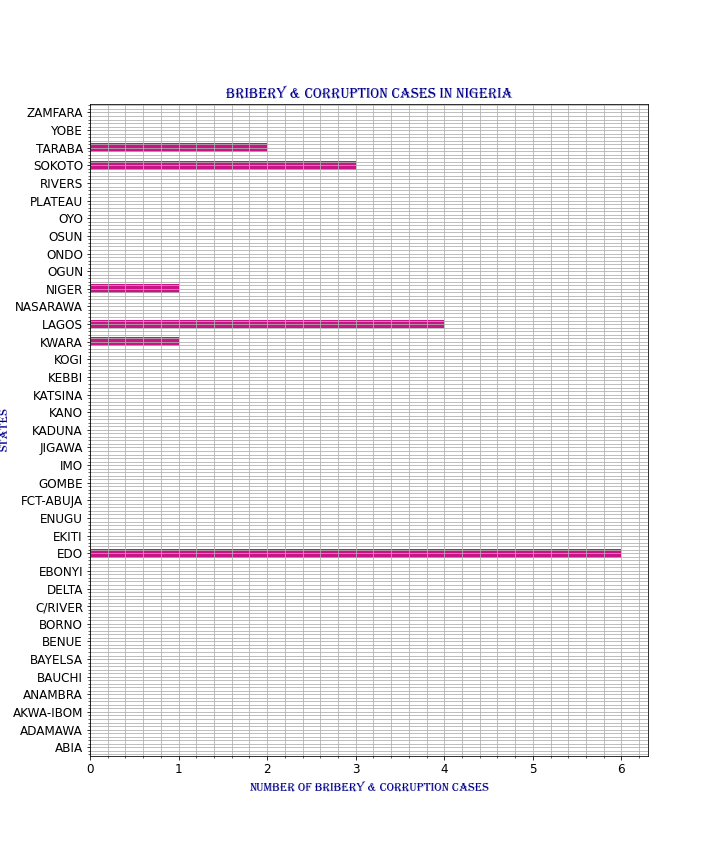 BRIBERY & CORRUPTION CASES IN NIGERIA
ZAMFARA
YOBE
TARABA
SOKOTO
RIVERS
PLATEAU
OYO
OSUN
ONDO
OGUN
NIGER
NASARAWA
LAGOS
KWARA
KOGI
KEBBI
KATSINA
KANO
KADUNA
JIGAWA
IMO
GOMBE
FCT-ABUJA
ENUGU
EKITI
EDO
EBONYI
DELTA
C/RIVER
BORNO
BENUE
BAYELSA
BAUCHI
ANAMBRA
AKWA-IBOM
ADAMAWA
ABIA
STATES
0 1 2 3 4 5 6
NUMBER OF BRIBERY & CORRUPTION CASES